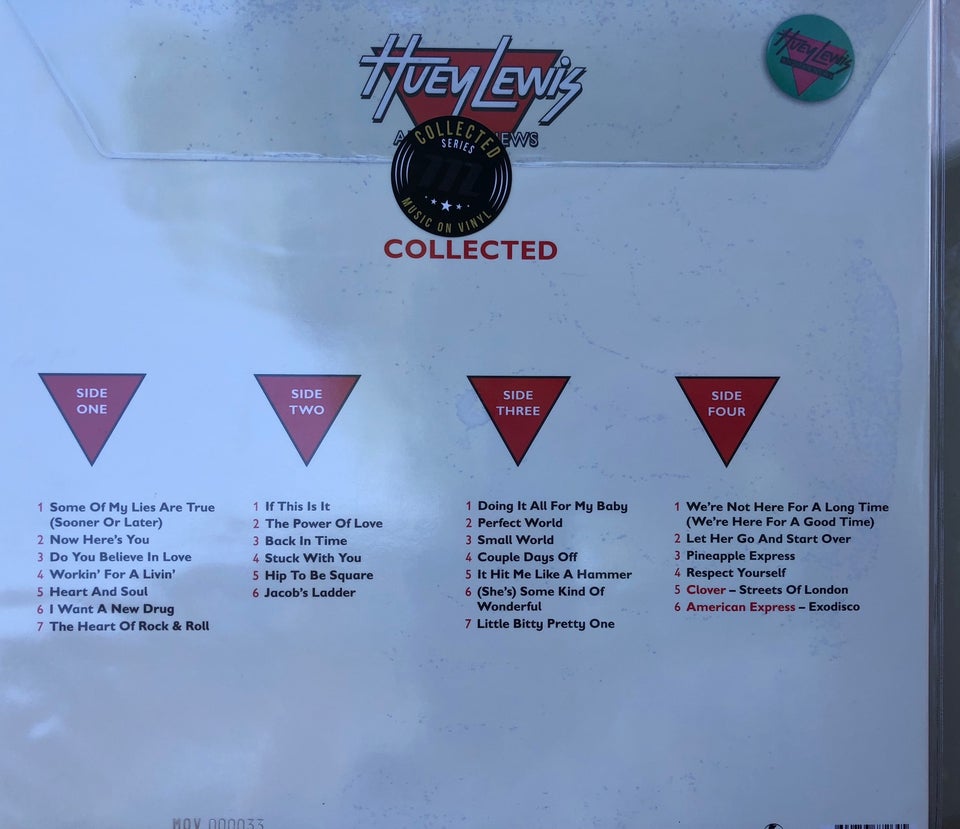 HUEY LEWIS
HUEY LEWIS
COLLECTED
SERIES
EWS
MUSIC ON VINYL
COLLECTED
SIDE
ONE
1 Some Of My Lies Are True
(Sooner Or Later)
2 Now Here's You
3 Do You Believe In Love
4 Workin' For A Livin'
5 Heart And Soul
6 I Want A New Drug
7 The Heart Of Rock & Roll
SIDE
TWO
1 If This Is It
2 The Power Of Love
3 Back In Time
4 Stuck With You
5 Hip To Be Square
6 Jacob's Ladder
SIDE
THREE
1 Doing It All For My Baby
2 Perfect World
3 Small World
4 Couple Days Off
5 It Hit Me Like A Hammer
6 (She's) Some Kind Of
Wonderful
7 Little Bitty Pretty One
SIDE
FOUR
1 We're Not Here For A Long Time
(We're Here For A Good Time)
2 Let Her Go And Start Over
3 Pineapple Express
4 Respect Yourself
5 Clover – Streets Of London
6 American Express – Exodisco
MOV 000033